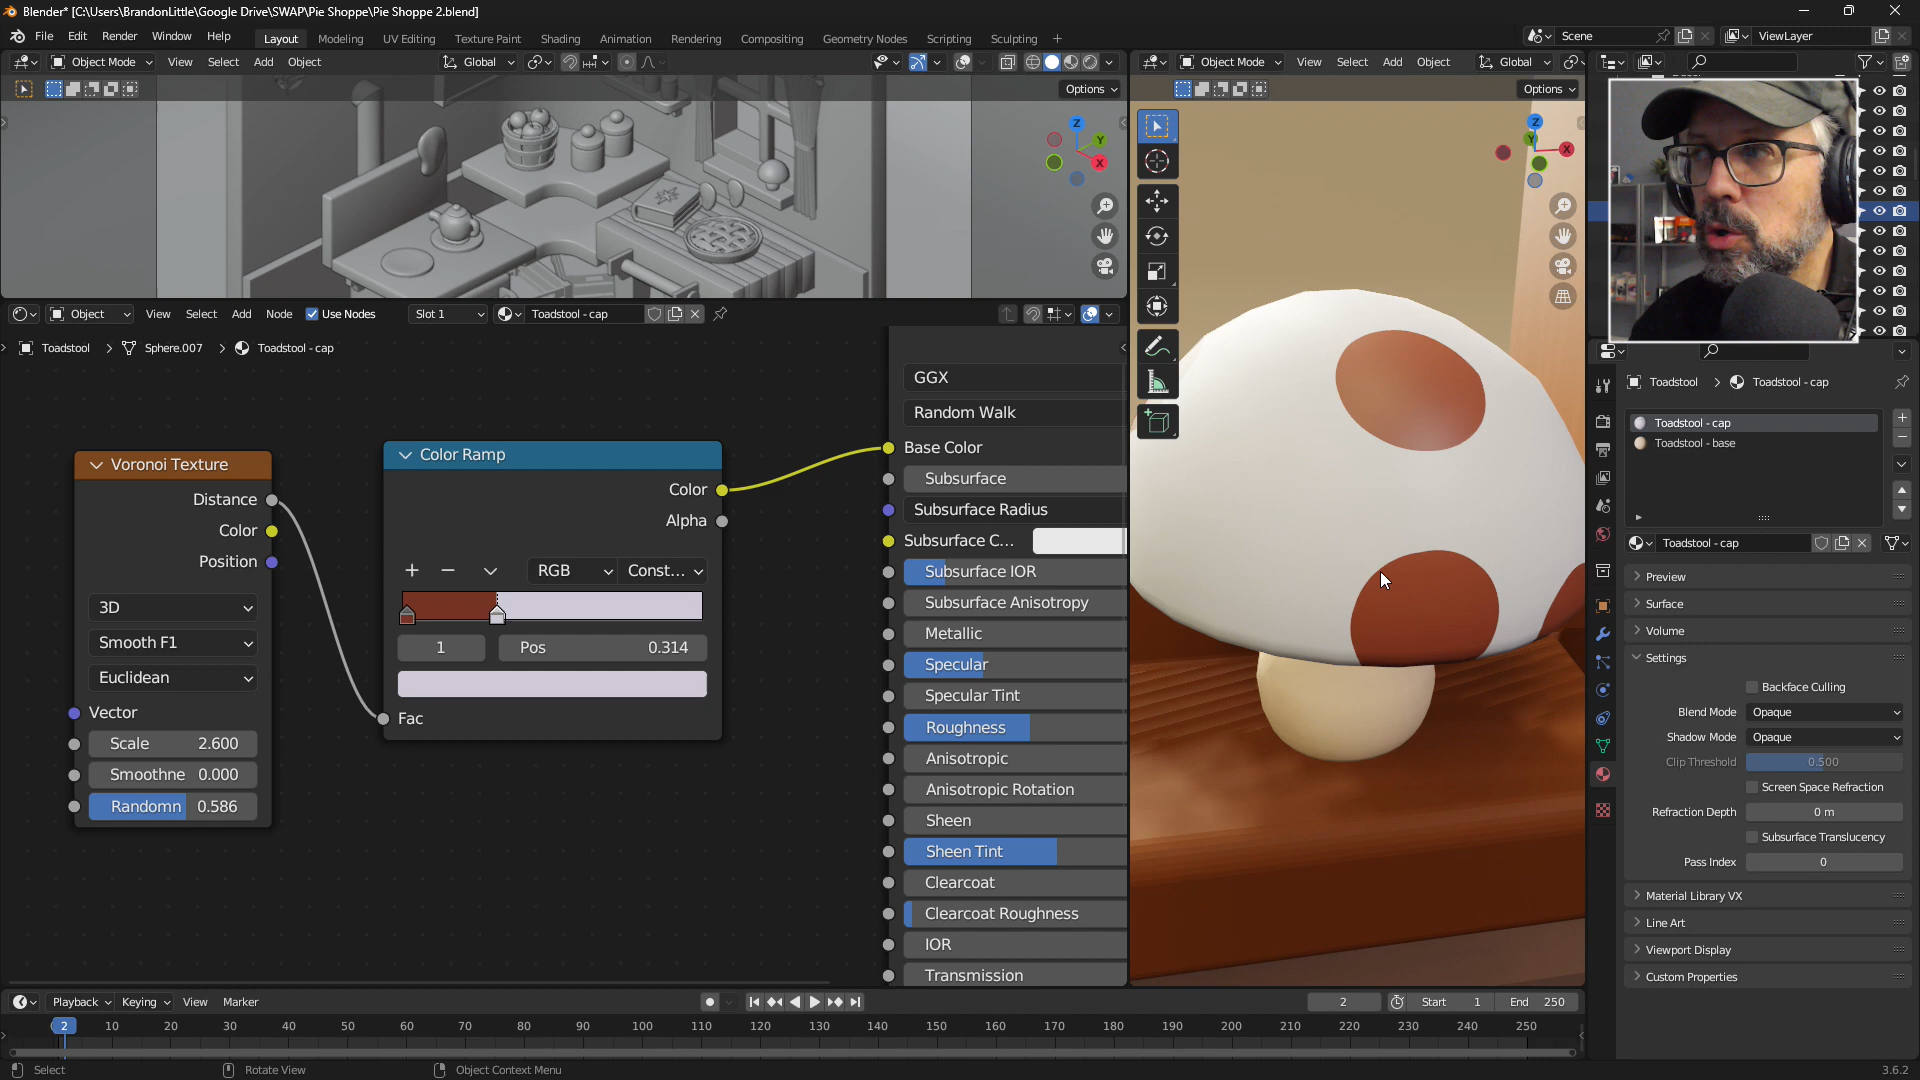 Blender* [C:\Users\BrandonLittle\Google Drive\SWAP\Pie Shoppe\Pie Shoppe 2.blend]
File Edit Render Window Help Layout Modeling UV Editing Texture Paint Shading Animation Rendering Compositing Geometry Nodes Scripting Sculpting + Scene ViewLayer
Object Mode View Select Add Object Global Object Mode View Select Add Object Global
Options Options
Z Y X
Z Y X
Object View Select Add Node Use Nodes Slot 1 Toadstool - cap
Toadstool > Sphere.007 > Toadstool - cap
Voronoi Texture
Distance
Color
Position
3D
Smooth F1
Euclidean
Vector
Scale 2.600
Smoothne 0.000
Randomn 0.586
Color Ramp
Color
Alpha
RGB Const...
1 Pos 0.314
Fac
GGX
Random Walk
Base Color
Subsurface
Subsurface Radius
Subsurface C...
Subsurface IOR
Subsurface Anisotropy
Metallic
Specular
Specular Tint
Roughness
Anisotropic
Anisotropic Rotation
Sheen
Sheen Tint
Clearcoat
Clearcoat Roughness
IOR
Transmission
Toadstool > Toadstool - cap
Toadstool - cap
Toadstool - base
Toadstool - cap
Preview
Surface
Volume
Settings
Backface Culling
Blend Mode Opaque
Shadow Mode Opaque
Clip Threshold 0.500
Screen Space Refraction
Refraction Depth 0 m
Subsurface Translucency
Pass Index 0
Material Library VX
Line Art
Viewport Display
Custom Properties
Playback Keying View Marker 2 Start 1 End 250
2 10 20 30 40 50 60 70 80 90 100 110 120 130 140 150 160 170 180 190 200 210 220 230 240 250
Select Rotate View Object Context Menu 3.6.2